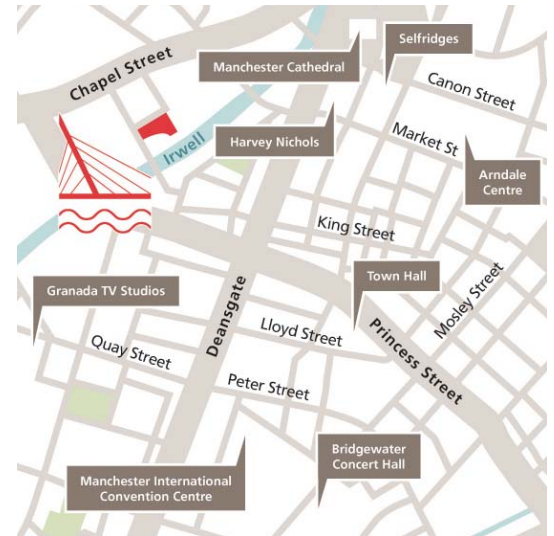 Selfridges
Manchester Cathedral
Chapel Street
Canon Street
Harvey Nichols
Irwell
Market St
Arndale
Centre
King Street
Town Hall
Granada TV Studios
Mosley Street
Deansgate
Lloyd Street
Princess Street
Quay Street
Peter Street
Bridgewater
Concert Hall
Manchester International
Convention Centre